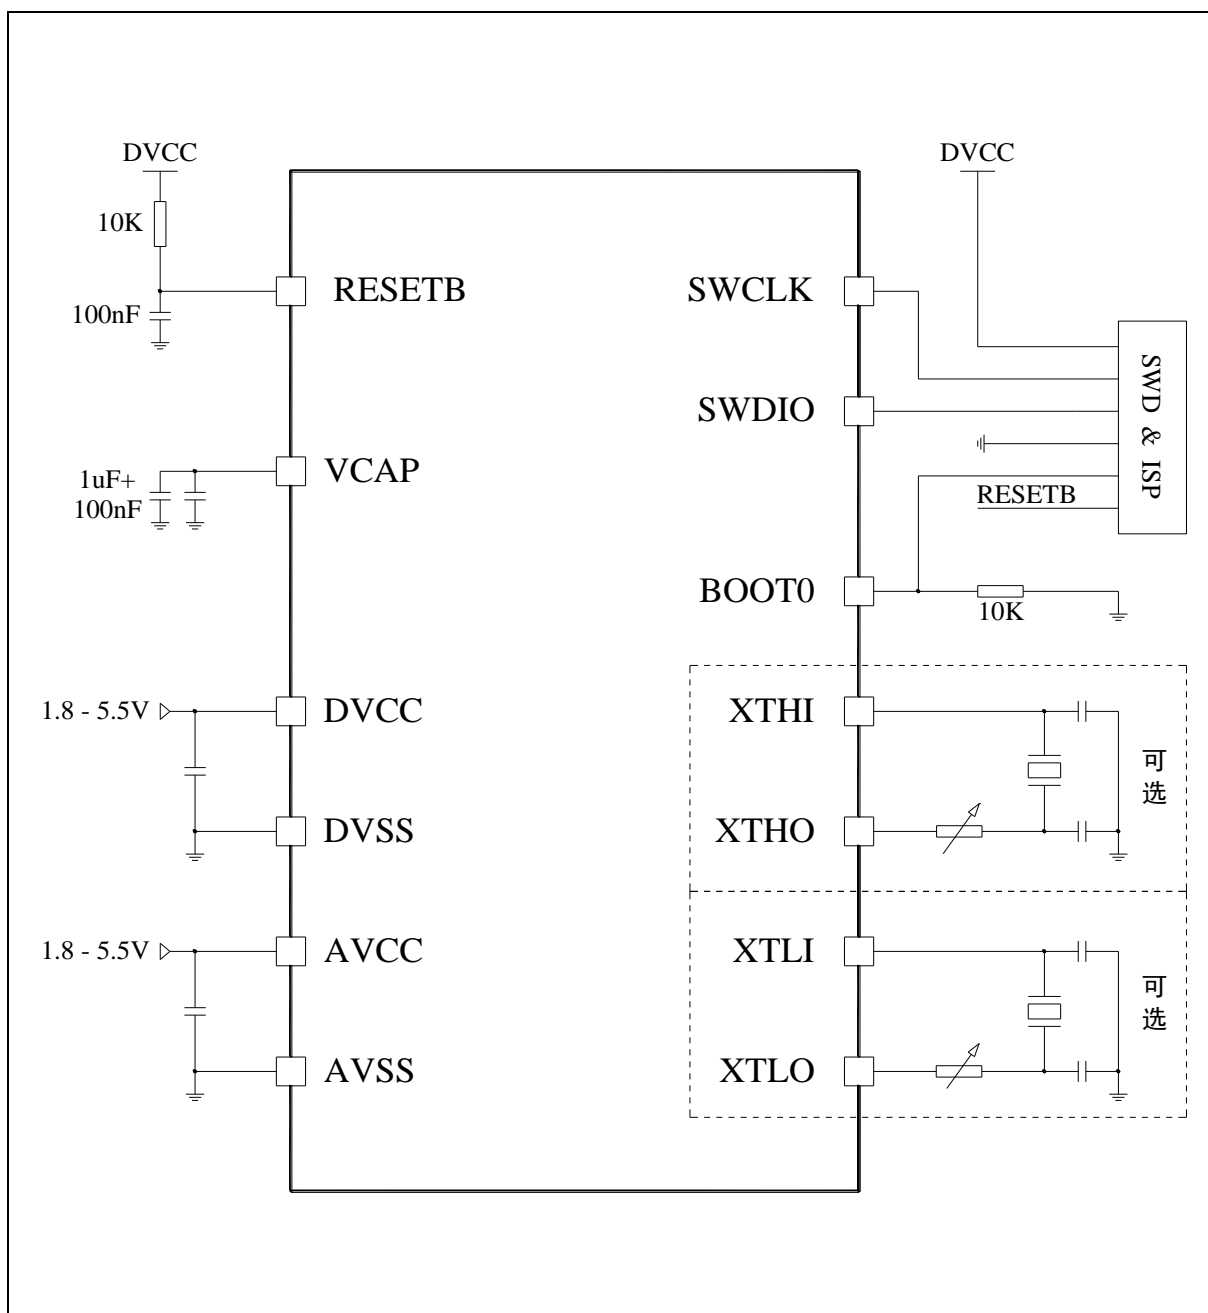 DVCC
10K
RESETB
100nF
VCAP
1uF+
100nF
1.8 - 5.5V
DVCC
DVSS
1.8 - 5.5V
AVCC
AVSS
DVCC
SWCLK
SWDIO
SWD & ISP
RESETB
BOOT0
10K
XTHI
XTHO
可选
XTLI
XTLO
可选